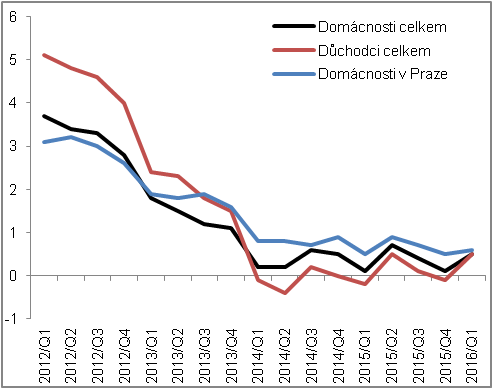 6
5
4
3
2
1
0
-1
Domácnosti celkem
Důchodci celkem
Domácnosti v Praze
2012/Q1
2012/Q2
2012/Q3
2012/Q4
2013/Q1
2013/Q2
2013/Q3
2013/Q4
2014/Q1
2014/Q2
2014/Q3
2014/Q4
2015/Q1
2015/Q2
2015/Q3
2015/Q4
2016/Q1